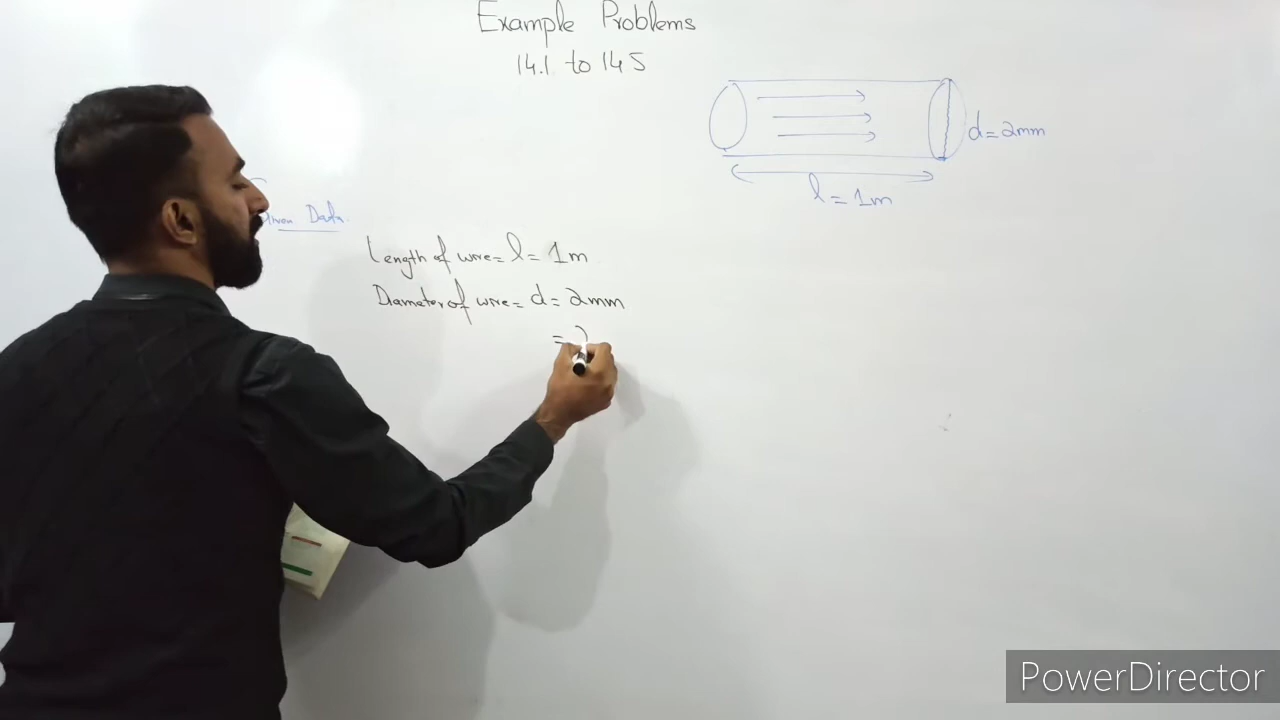 Example Problems
14.1 to 14.5
d = 2mm
l = 1m
Given Data.
Length of wire = l = 1m
Diameter of wire = d = 2mm
= 2
PowerDirector